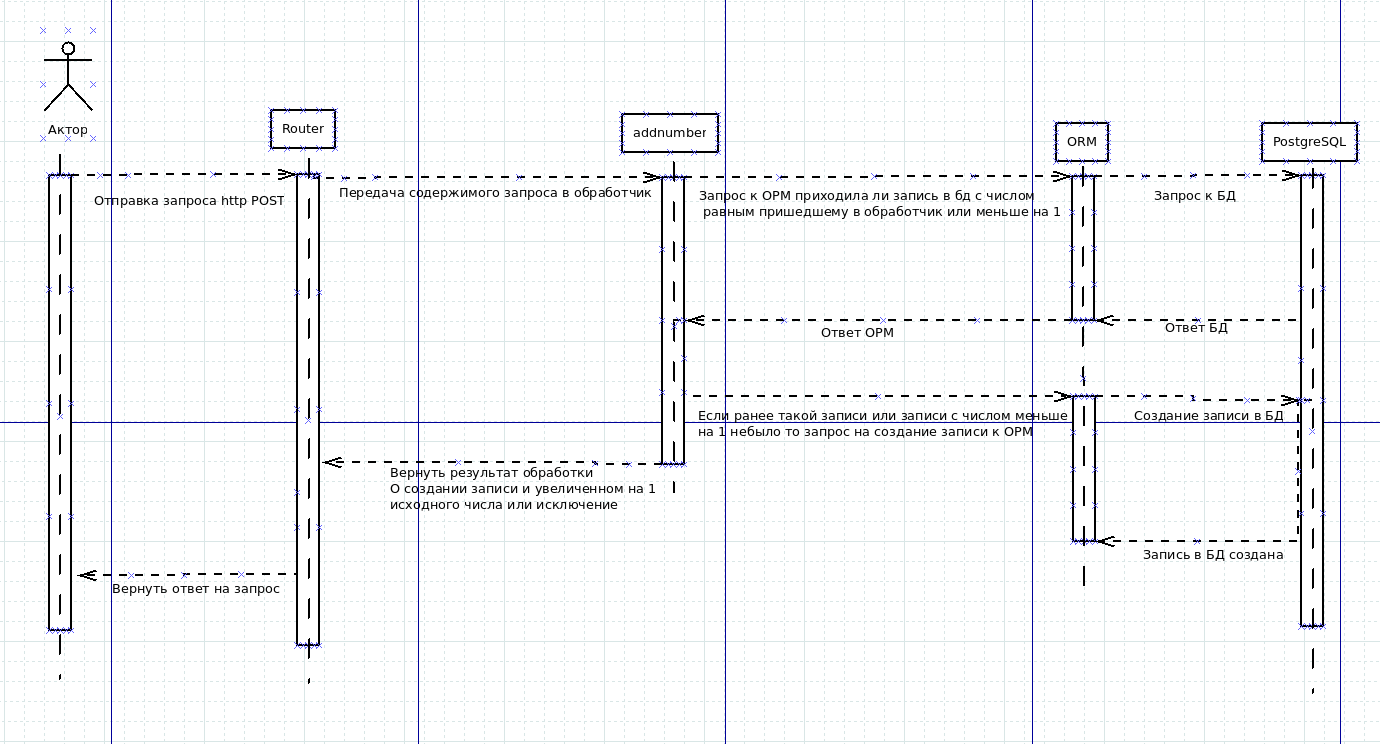 Актор
Router
addnumber
ORM
PostgreSQL
Отправка запроса http POST
Передача содержимого запроса в обработчик
Запрос к ОРМ приходила ли запись в бд с числом
равным пришедшему в обработчик или меньше на 1
Запрос к БД
Ответ ОРМ
Ответ БД
Если ранее такой записи или записи с числом меньше
на 1 небыло то запрос на создание записи к ОРМ
Создание записи в БД
Вернуть результат обработки
О создании записи и увеличенном на 1
исходного числа или исключение
Запись в БД создана
Вернуть ответ на запрос